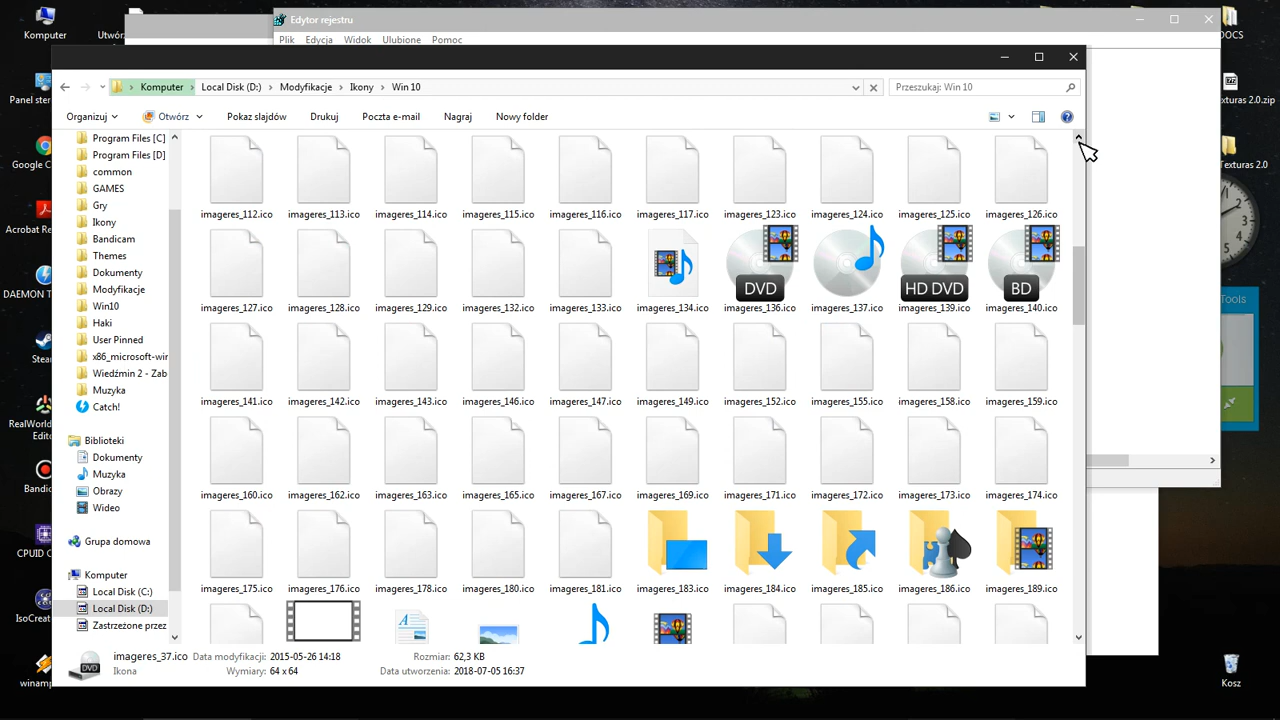 Komputer
Utwór
DOCS
Panel ster
exturas 2.0.zip
Google C
exturas 2.0
Acrobat Re
DAEMON T
Stea
RealWorld
Edito
Bandic
CPUID C
IsoCreat
winamp
Kosz
Tools
Edytor rejestru
Plik Edycja Widok Ulubione Pomoc
Komputer Local Disk (D:) Modyfikacje Ikony Win 10
Przeszukaj: Win 10
Organizuj Otwórz Pokaz slajdów Drukuj Poczta e-mail Nagraj Nowy folder
Program Files [C]
Program Files [D]
common
GAMES
Gry
Ikony
Bandicam
Themes
Dokumenty
Modyfikacje
Win10
Haki
User Pinned
x86_microsoft-wir
Wiedźmin 2 - Zab
Muzyka
Catch!
Biblioteki
Dokumenty
Muzyka
Obrazy
Wideo
Grupa domowa
Komputer
Local Disk (C:)
Local Disk (D:)
Zastrzeżone przez
imageres_112.ico imageres_113.ico imageres_114.ico imageres_115.ico imageres_116.ico imageres_117.ico imageres_123.ico imageres_124.ico imageres_125.ico imageres_126.ico
DVD HD DVD BD
imageres_127.ico imageres_128.ico imageres_129.ico imageres_132.ico imageres_133.ico imageres_134.ico imageres_136.ico imageres_137.ico imageres_139.ico imageres_140.ico
imageres_141.ico imageres_142.ico imageres_143.ico imageres_146.ico imageres_147.ico imageres_149.ico imageres_152.ico imageres_155.ico imageres_158.ico imageres_159.ico
imageres_160.ico imageres_162.ico imageres_163.ico imageres_165.ico imageres_167.ico imageres_169.ico imageres_171.ico imageres_172.ico imageres_173.ico imageres_174.ico
imageres_175.ico imageres_176.ico imageres_178.ico imageres_180.ico imageres_181.ico imageres_183.ico imageres_184.ico imageres_185.ico imageres_186.ico imageres_189.ico
DVD
imageres_37.ico Data modyfikacji: 2015-05-26 14:18 Rozmiar: 62,3 KB
Ikona Wymiary: 64 x 64 Data utworzenia: 2018-07-05 16:37